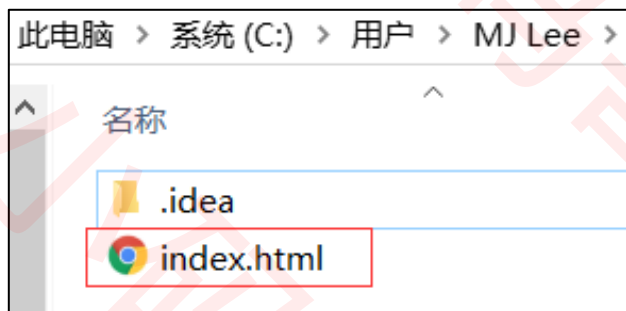 此电脑 > 系统 (C:) > 用户 > MJ Lee >
名称
.idea
index.html